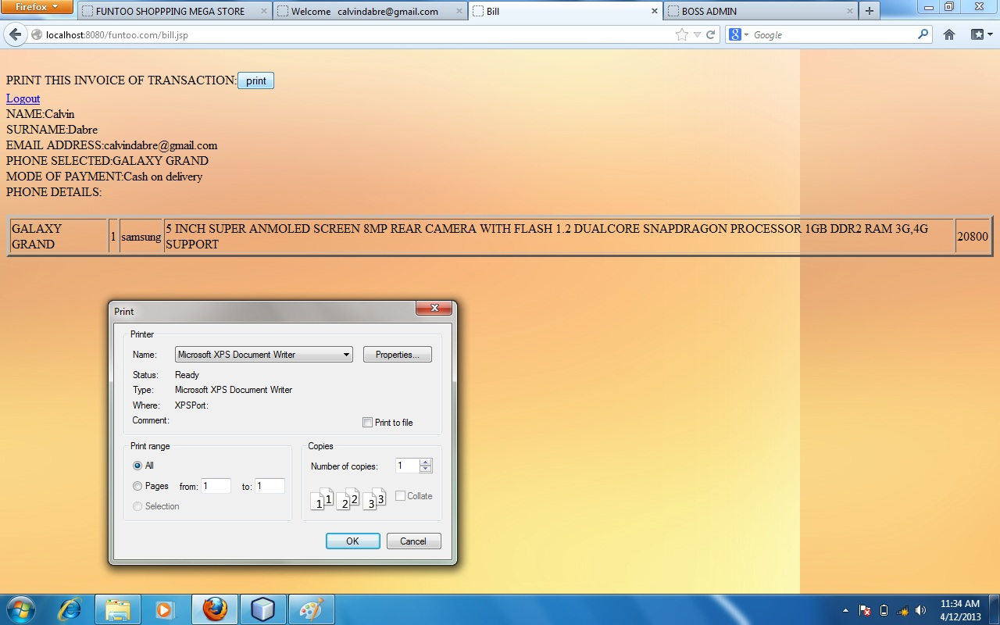 Firefox
FUNTOO SHOPPPING MEGA STORE
Welcome calvindabre@gmail.com
Bill
BOSS ADMIN
localhost:8080/funtoo.com/bill.jsp
Google
PRINT THIS INVOICE OF TRANSACTION: print
Logout
NAME:Calvin
SURNAME:Dabre
EMAIL ADDRESS:calvindabre@gmail.com
PHONE SELECTED:GALAXY GRAND
MODE OF PAYMENT:Cash on delivery
PHONE DETAILS:
GALAXY
GRAND
1
samsung
5 INCH SUPER ANMOLED SCREEN 8MP REAR CAMERA WITH FLASH 1.2 DUALCORE SNAPDRAGON PROCESSOR 1GB DDR2 RAM 3G,4G
SUPPORT
20800
Print
Printer
Name: Microsoft XPS Document Writer Properties...
Status: Ready
Type: Microsoft XPS Document Writer
Where: XPSPort:
Comment:
Print to file
Print range
All
Pages from: 1 to: 1
Selection
Copies
Number of copies: 1
1 1 2 2 3 3
Collate
OK Cancel
11:34 AM
4/12/2013